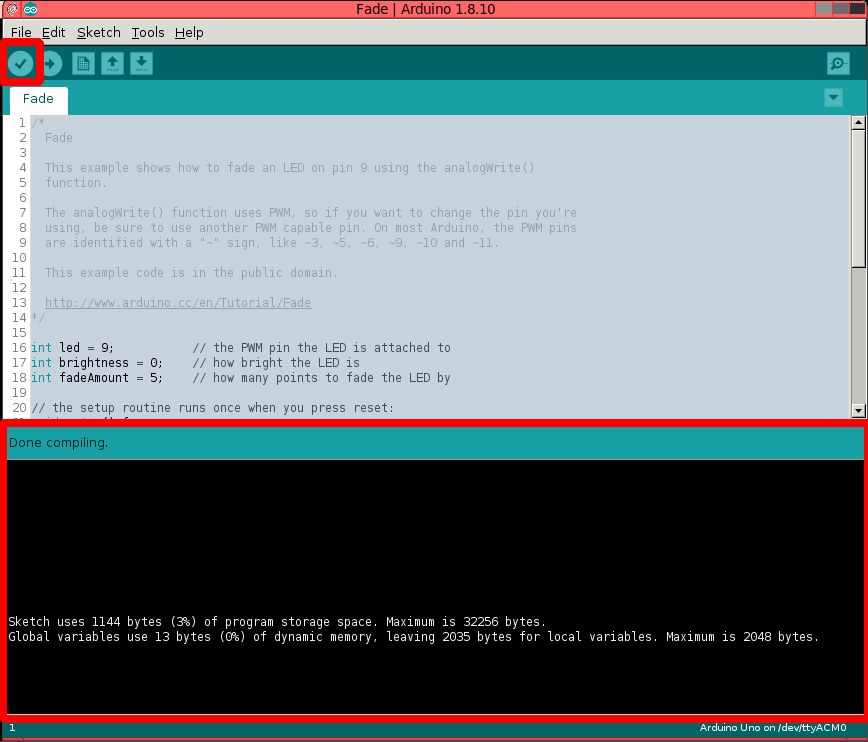 Fade | Arduino 1.8.10
File Edit Sketch Tools Help
Fade
1 /*
2 Fade
3
4 This example shows how to fade an LED on pin 9 using the analogWrite()
5 function.
6
7 The analogWrite() function uses PWM, so if you want to change the pin you're
8 using, be sure to use another PWM capable pin. On most Arduino, the PWM pins
9 are identified with a "~" sign, like ~3, ~5, ~6, ~9, ~10 and ~11.
10
11 This example code is in the public domain.
12
13 http://www.arduino.cc/en/Tutorial/Fade
14 */
15
16 int led = 9; // the PWM pin the LED is attached to
17 int brightness = 0; // how bright the LED is
18 int fadeAmount = 5; // how many points to fade the LED by
19
20 // the setup routine runs once when you press reset:
Done compiling.
Sketch uses 1144 bytes (3%) of program storage space. Maximum is 32256 bytes.
Global variables use 13 bytes (0%) of dynamic memory, leaving 2035 bytes for local variables. Maximum is 2048 bytes.
1 Arduino Uno on /dev/ttyACM0